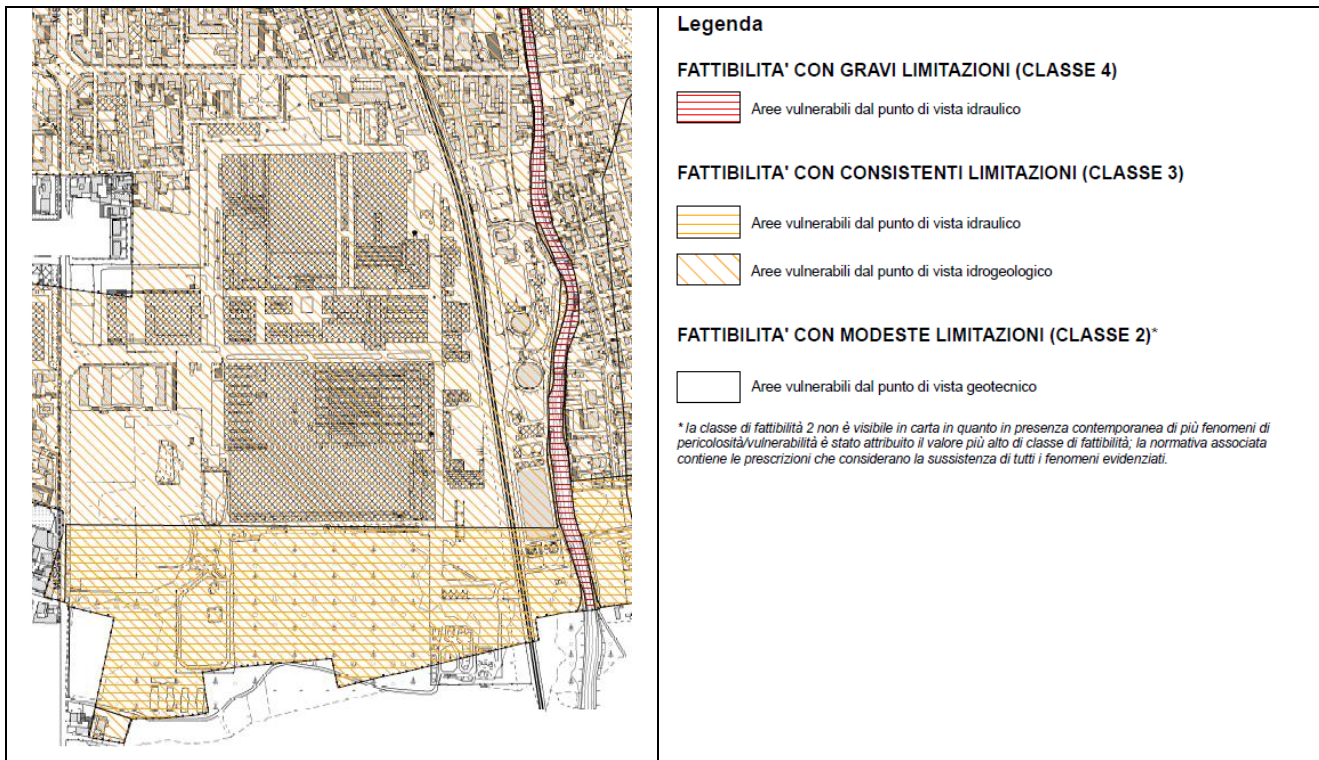 Legenda
FATTIBILITA' CON GRAVI LIMITAZIONI (CLASSE 4)
Aree vulnerabili dal punto di vista idraulico
FATTIBILITA' CON CONSISTENTI LIMITAZIONI (CLASSE 3)
Aree vulnerabili dal punto di vista idraulico
Aree vulnerabili dal punto di vista idrogeologico
FATTIBILITA' CON MODESTE LIMITAZIONI (CLASSE 2)*
Aree vulnerabili dal punto di vista geotecnico
* la classe di fattibilità 2 non è visibile in carta in quanto in presenza contemporanea di più fenomeni di
pericolosità/vulnerabilità è stato attribuito il valore più alto di classe di fattibilità; la normativa associata
contiene le prescrizioni che considerano la sussistenza di tutti i fenomeni evidenziati.